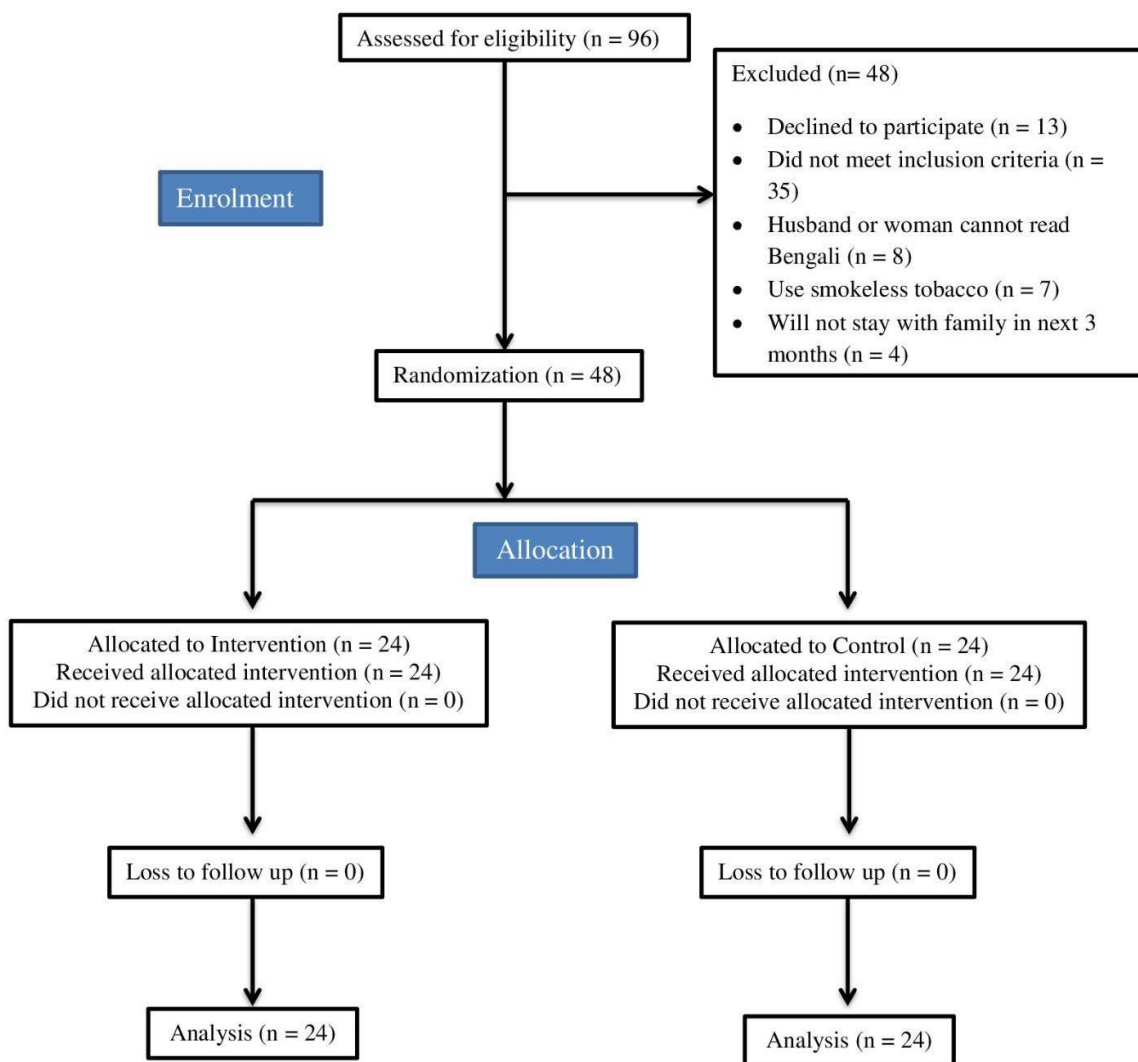 Assessed for eligibility (n = 96)
Excluded (n= 48)
• Declined to participate (n = 13)
• Did not meet inclusion criteria (n =
35)
• Husband or woman cannot read
Bengali (n = 8)
• Use smokeless tobacco (n = 7)
• Will not stay with family in next 3
months (n = 4)
Enrolment
Randomization (n = 48)
Allocation
Allocated to Intervention (n = 24)
Received allocated intervention (n = 24)
Did not receive allocated intervention (n = 0)
Allocated to Control (n = 24)
Received allocated intervention (n = 24)
Did not receive allocated intervention (n = 0)
Loss to follow up (n = 0)
Loss to follow up (n = 0)
Analysis (n = 24)
Analysis (n = 24)